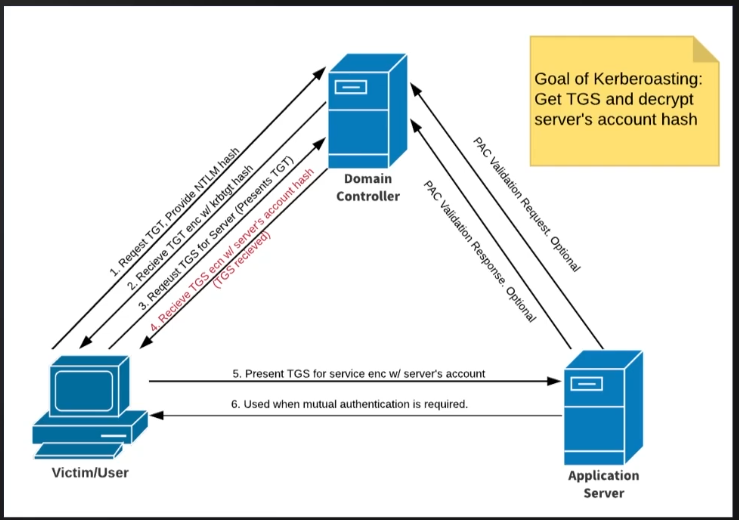 Goal of Kerberoasting:
Get TGS and decrypt
server's account hash
Domain
Controller
1. Reqest TGT, Provide NTLM hash
2. Recieve TGT enc w/ krbtgt hash
3. Reqeust TGS for Server (Presents TGT)
4. Recieve TGS ecn w/ server's account hash
(TGS recieved)
PAC Validation Request. Optional
PAC Validation Response. Optional
5. Present TGS for service enc w/ server's account
6. Used when mutual authentication is required.
Victim/User
Application
Server